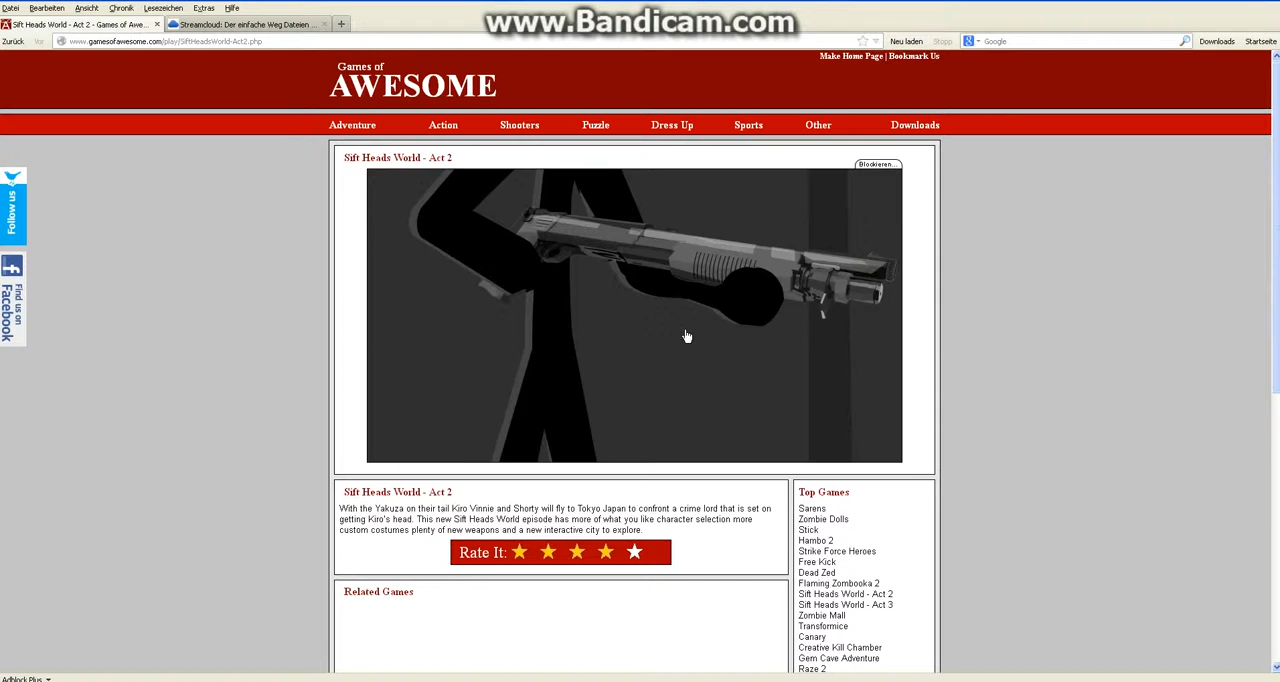 www.Bandicam.com
Datei Bearbeiten Ansicht Chronik Lesezeichen Extras Hilfe
Sift Heads World - Act 2 - Games of Awe... × Streamcloud: Der einfache Weg Dateien ... × +
Zurück Vor www.gamesofawesome.com/play/SiftHeadsWorld-Act2.php Neu laden Stopp Google Downloads Startseite
Make Home Page | Bookmark Us
Games of
AWESOME
Adventure Action Shooters Puzzle Dress Up Sports Other Downloads
Sift Heads World - Act 2
Blockieren...
Follow us
Find us on
Facebook
Sift Heads World - Act 2
With the Yakuza on their tail Kiro Vinnie and Shorty will fly to Tokyo Japan to confront a crime lord that is set on
getting Kiro's head. This new Sift Heads World episode has more of what you like character selection more
custom costumes plenty of new weapons and a new interactive city to explore.
Rate It:
Related Games
Top Games
Sarens
Zombie Dolls
Stick
Hambo 2
Strike Force Heroes
Free Kick
Dead Zed
Flaming Zombooka 2
Sift Heads World - Act 2
Sift Heads World - Act 3
Zombie Mall
Transformice
Canary
Creative Kill Chamber
Gem Cave Adventure
Raze 2
Adblock Plus